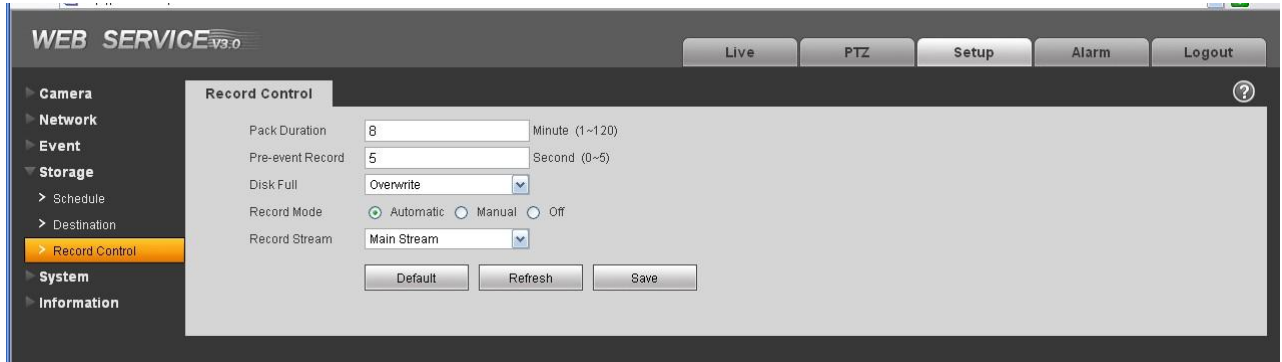 WEB SERVICE V3.0
Live PTZ Setup Alarm Logout
Camera
Network
Event
Storage
> Schedule
> Destination
> Record Control
System
Information
Record Control ?
Pack Duration 8 Minute (1~120)
Pre-event Record 5 Second (0~5)
Disk Full Overwrite
Record Mode Automatic Manual Off
Record Stream Main Stream
Default Refresh Save